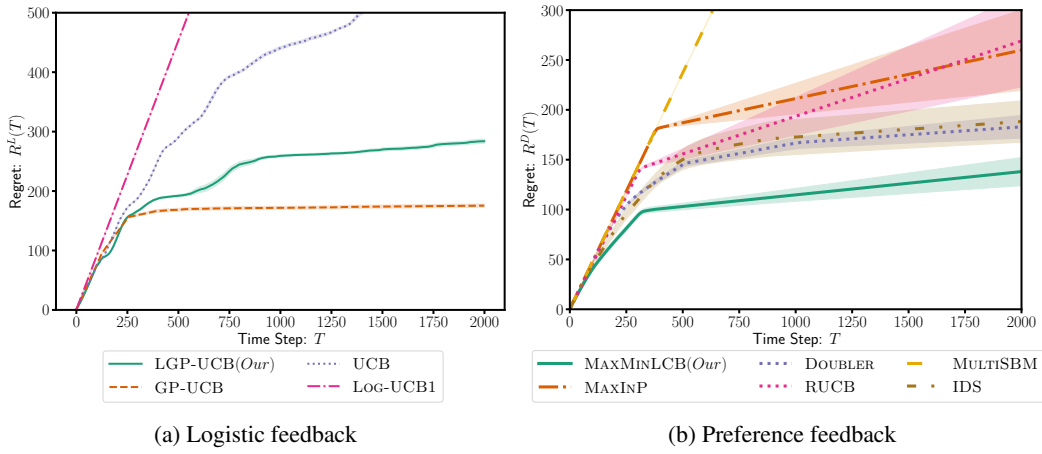 500
400
300
200
100
0
Regret: R^L(T)
0 250 500 750 1000 1250 1500 1750 2000
Time Step: T
LGP-UCB(Our) UCB
GP-UCB LOG-UCB1
(a) Logistic feedback
300
250
200
150
100
50
0
Regret: R^D(T)
0 250 500 750 1000 1250 1500 1750 2000
Time Step: T
MAXMINLCB(Our) DOUBLER MULTISBM
MAXINP RUCB IDS
(b) Preference feedback